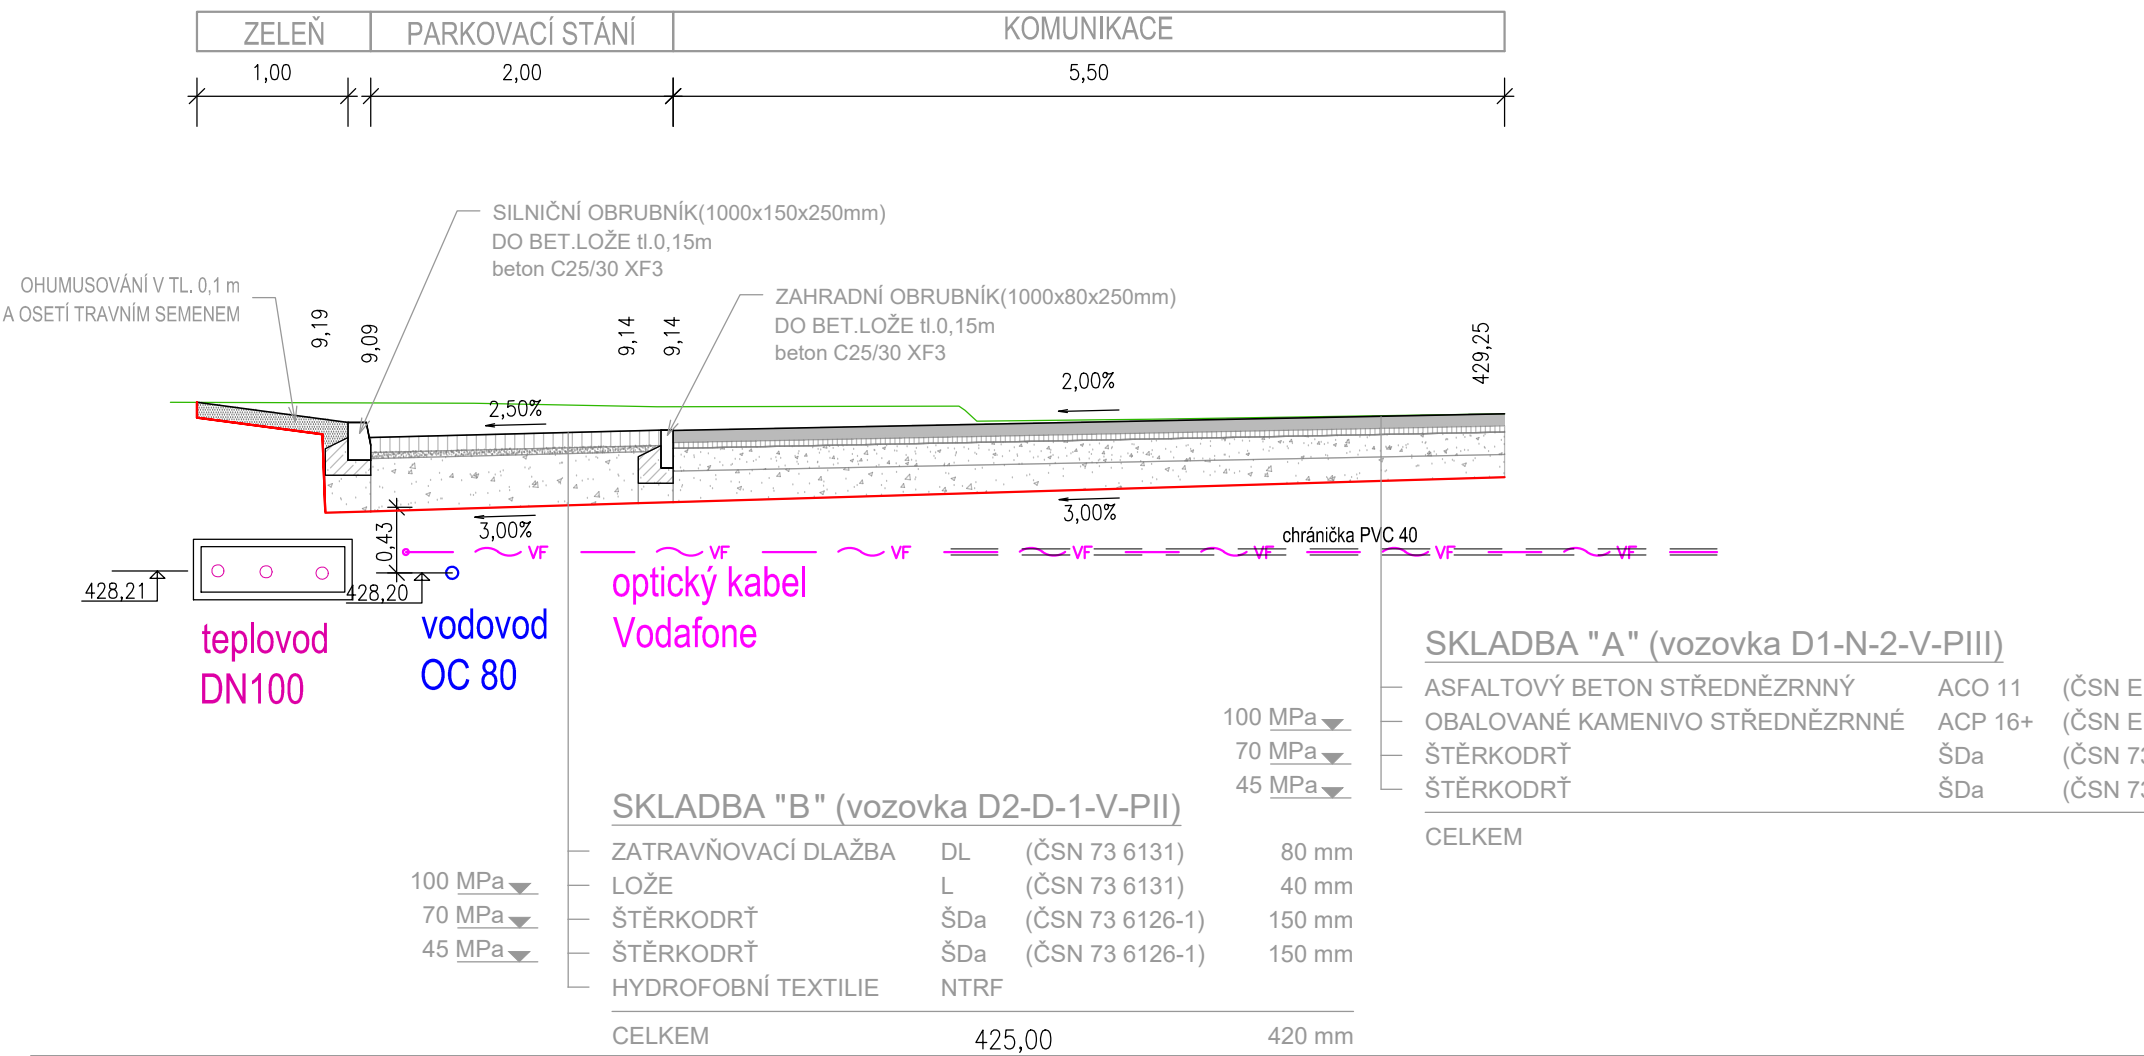 ZELEŇ
PARKOVACÍ STÁNÍ
KOMUNIKACE
1,00
2,00
5,50
SILNIČNÍ OBRUBNÍK(1000x150x250mm)
DO BET.LOŽE tl.0,15m
beton C25/30 XF3
OHUMUSOVÁNÍ V TL. 0,1 m
A OSETÍ TRAVNÍM SEMENEM
ZAHRADNÍ OBRUBNÍK(1000x80x250mm)
DO BET.LOŽE tl.0,15m
beton C25/30 XF3
9,19
9,09
9,14
9,14
429,25
2,50%
2,00%
3,00%
3,00%
0,43
chránička PVC 40
VF
VF
VF
VF
VF
VF
VF
428,21
428,20
teplovod
DN100
vodovod
OC 80
optický kabel
Vodafone
SKLADBA "A" (vozovka D1-N-2-V-PIII)
ASFALTOVÝ BETON STŘEDNĚZRNNÝ ACO 11 (ČSN E
100 MPa OBALOVANÉ KAMENIVO STŘEDNĚZRNNÉ ACP 16+ (ČSN E
70 MPa ŠTĚRKODRŤ ŠDa (ČSN 73
45 MPa ŠTĚRKODRŤ ŠDa (ČSN 73
CELKEM
SKLADBA "B" (vozovka D2-D-1-V-PII)
ZATRAVŇOVACÍ DLAŽBA DL (ČSN 73 6131) 80 mm
100 MPa LOŽE L (ČSN 73 6131) 40 mm
70 MPa ŠTĚRKODRŤ ŠDa (ČSN 73 6126-1) 150 mm
45 MPa ŠTĚRKODRŤ ŠDa (ČSN 73 6126-1) 150 mm
HYDROFOBNÍ TEXTILIE NTRF
CELKEM 420 mm
425,00